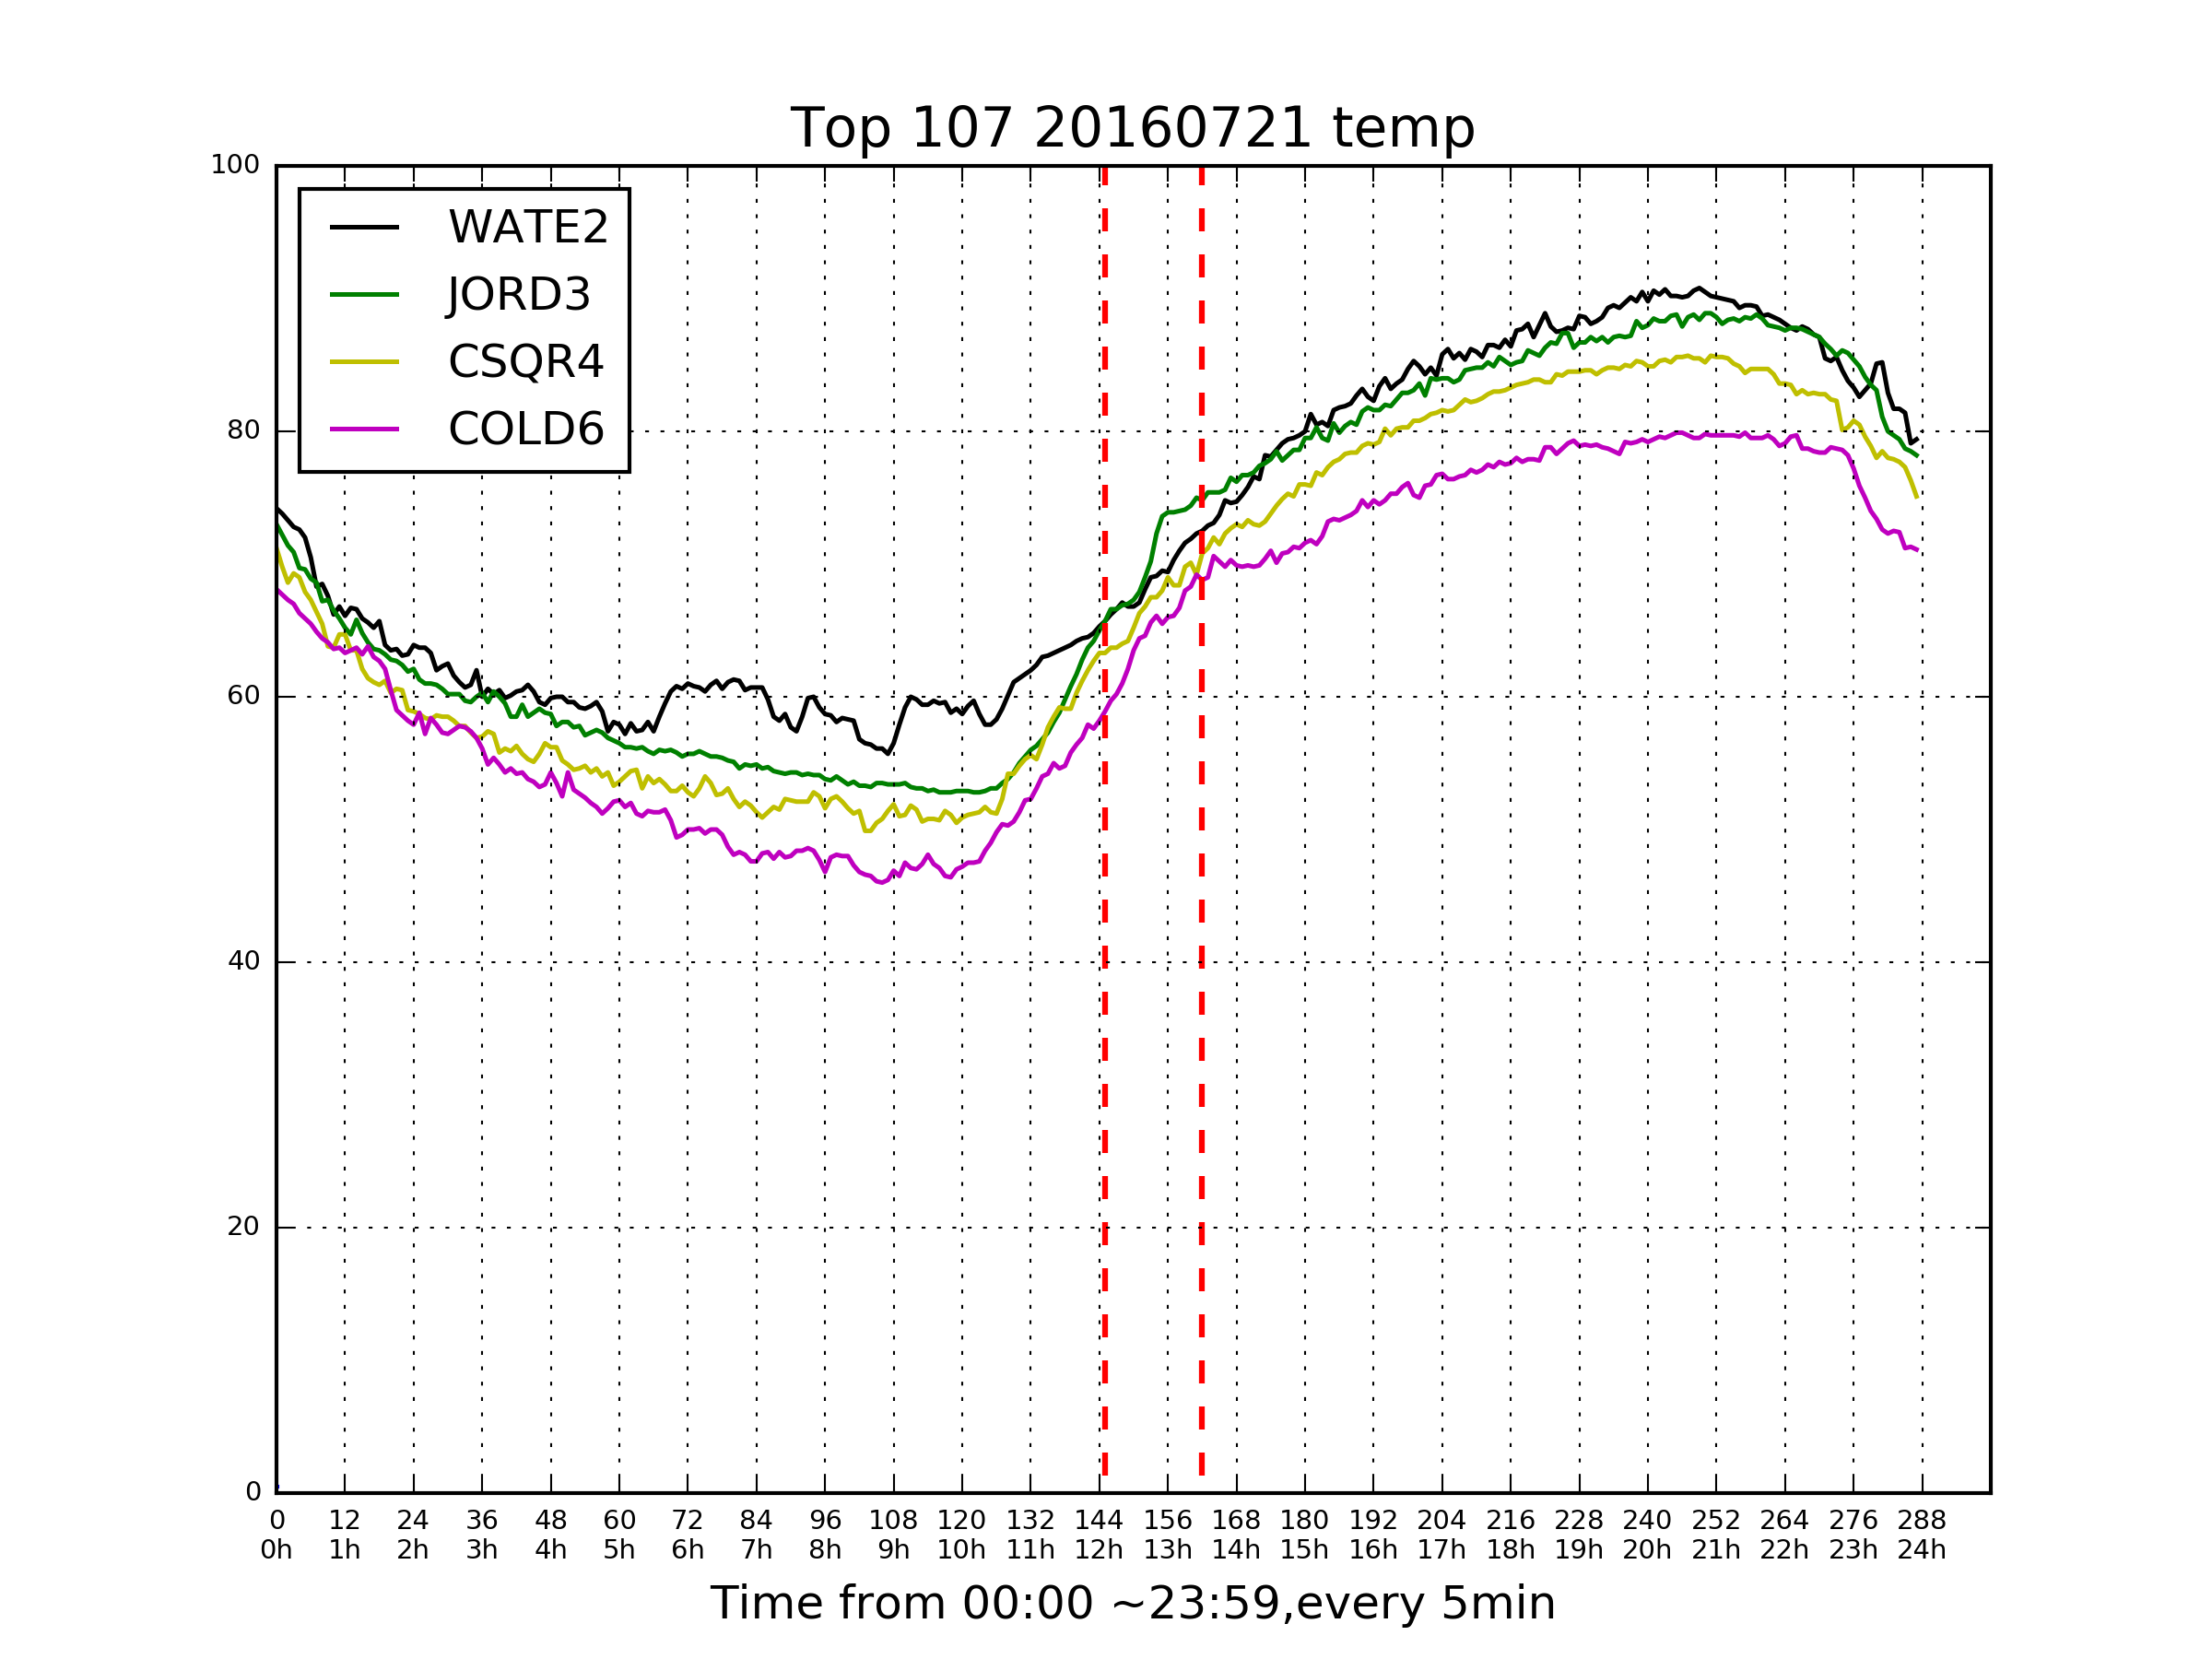 Top 107 20160721 temp
100
80
60
40
20
0
WATE2
JORD3
CSQR4
COLD6
0 12 24 36 48 60 72 84 96 108 120 132 144 156 168 180 192 204 216 228 240 252 264 276 288
0h 1h 2h 3h 4h 5h 6h 7h 8h 9h 10h 11h 12h 13h 14h 15h 16h 17h 18h 19h 20h 21h 22h 23h 24h
Time from 00:00 ~23:59,every 5min